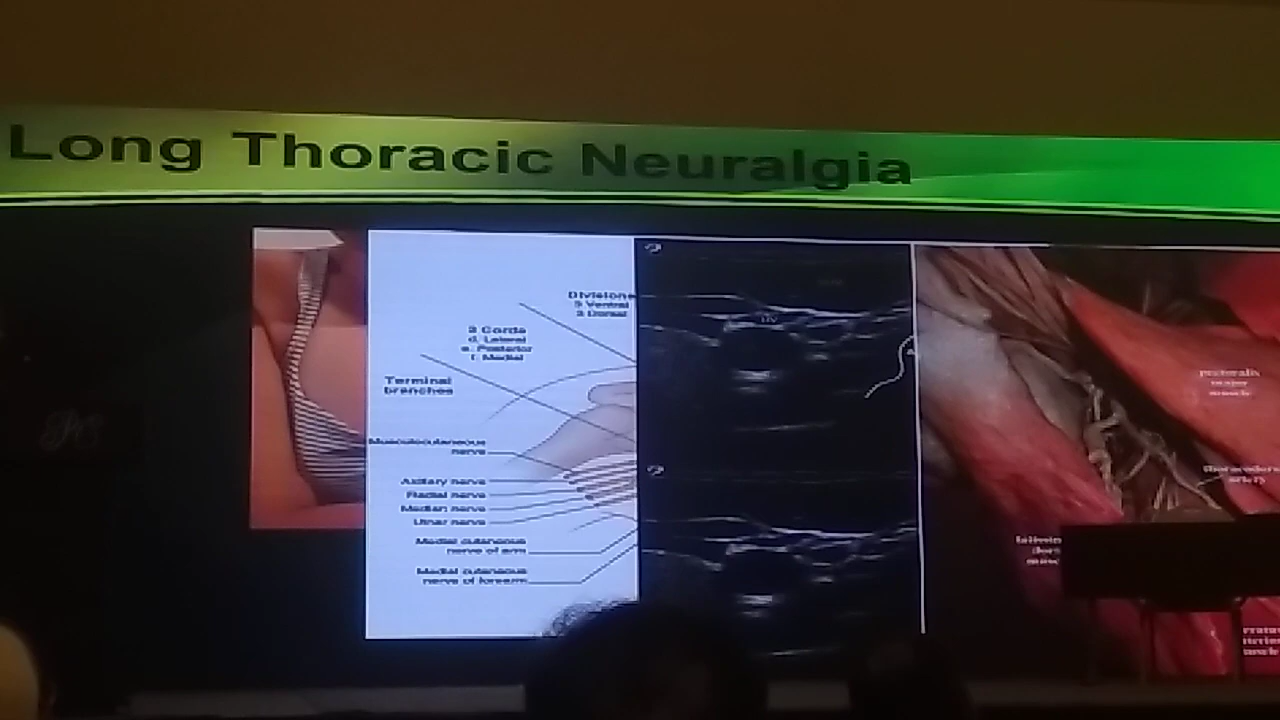 Long Thoracic Neuralgia
Divisions
3 Ventral
3 Dorsal
3 Cords
d. Lateral
e. Posterior
f. Medial
Terminal
branches
Musculocutaneous
nerve
Axillary nerve
Radial nerve
Median nerve
Ulnar nerve
Medial cutaneous
nerve of arm
Medial cutaneous
nerve of forearm
pectoralis
major
muscle
artery